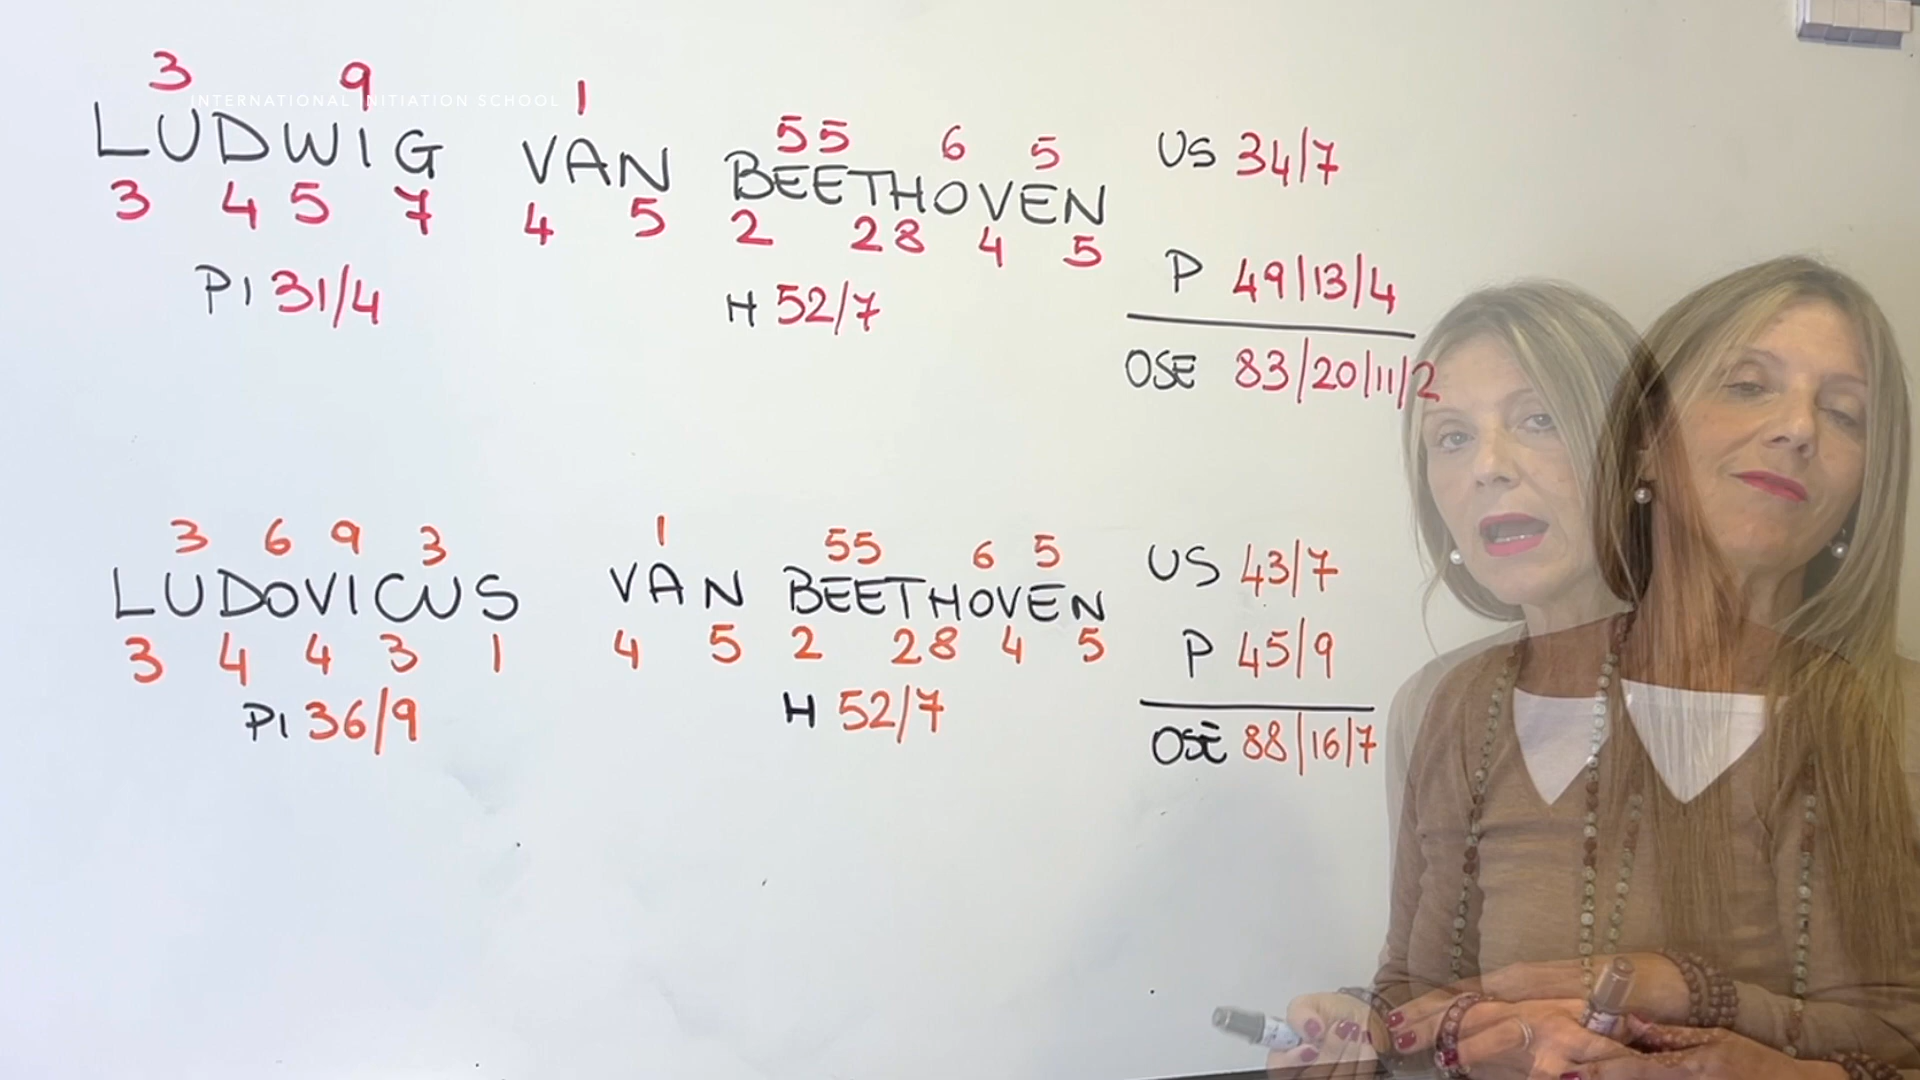 3 9 1
INTERNATIONAL INITIATION SCHOOL
55 6 5
LUDWIG VAN BEETHOVEN US 34/7
3 4 5 7 4 5 2 28 4 5
PI 31/4 H 52/7 P 49/13/4
OSE 83/20/11/2
3 6 9 3 1 55 6 5
LUDOVICUS VAN BEETHOVEN US 43/7
3 4 4 3 1 4 5 2 28 4 5 P 45/9
PI 36/9 H 52/7
OSE 88/16/7